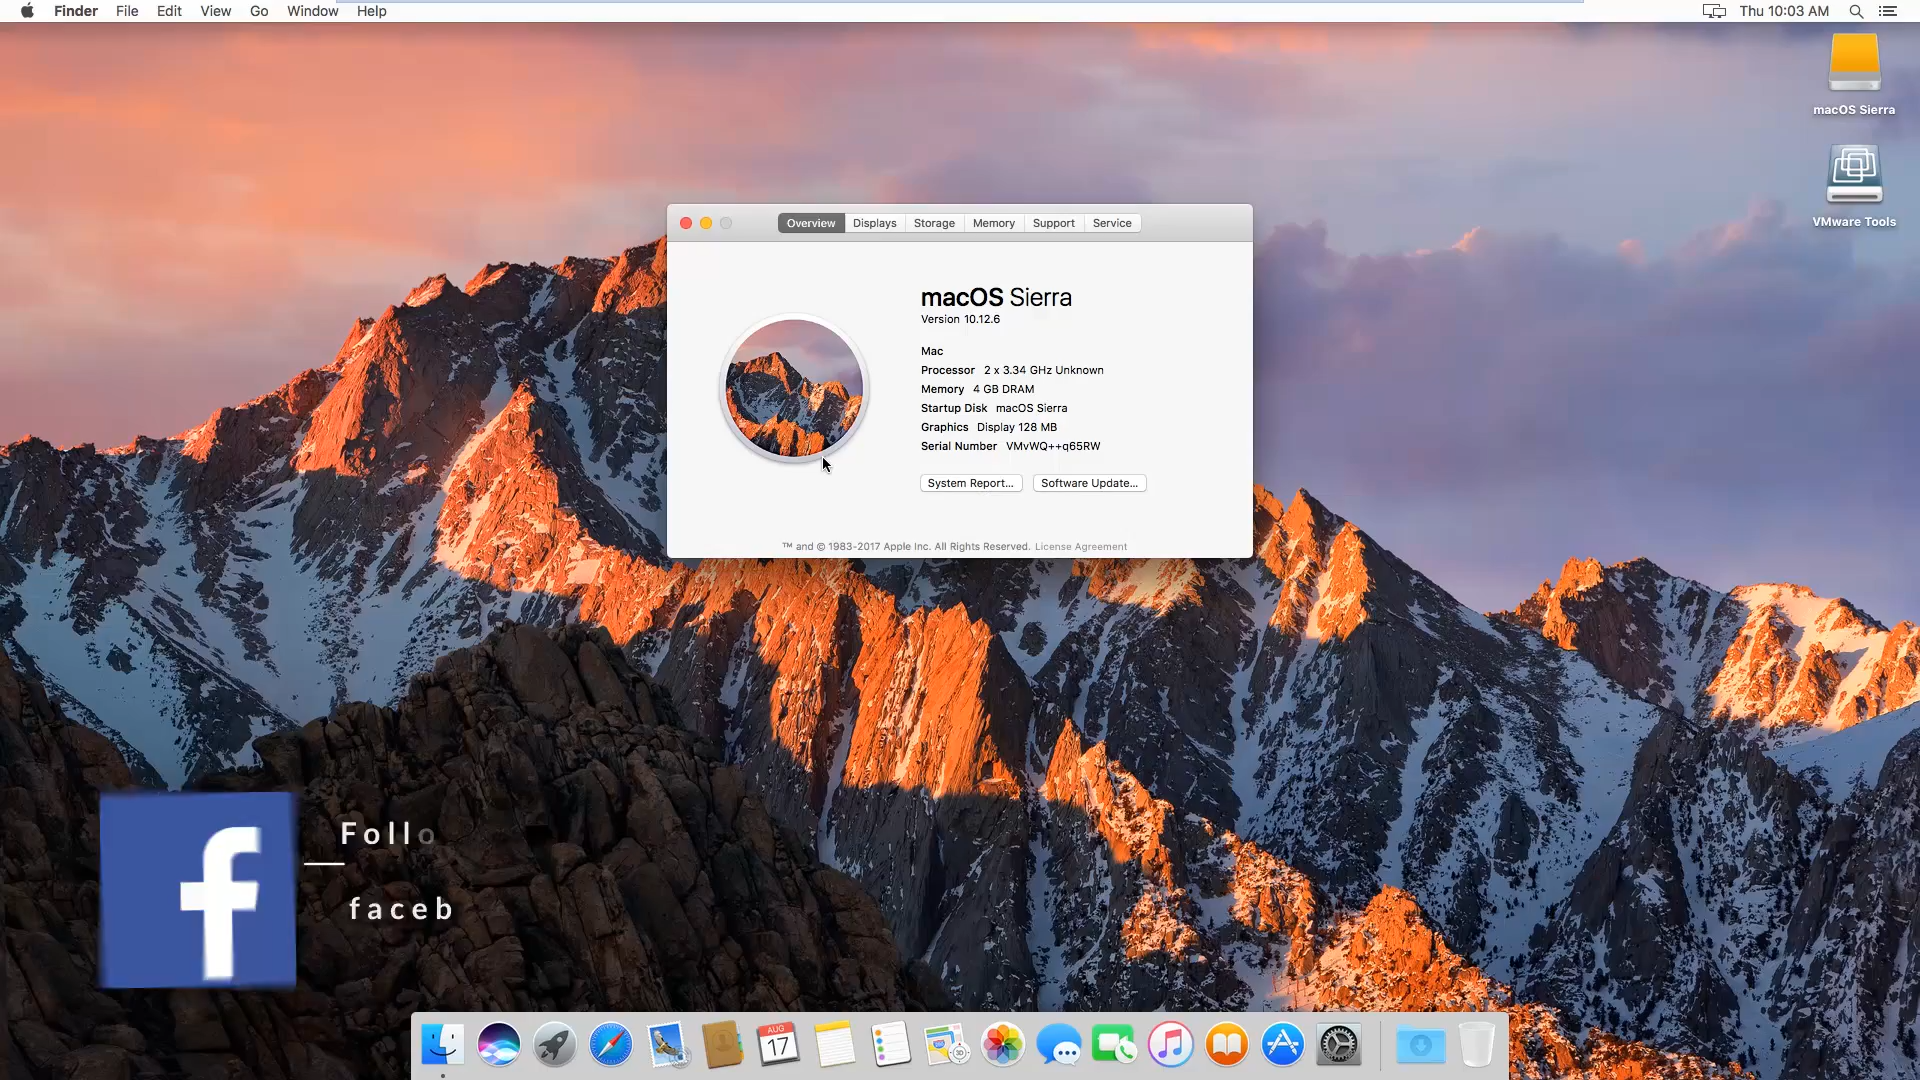 Finder File Edit View Go Window Help
Thu 10:03 AM
macOS Sierra
VMware Tools
Overview Displays Storage Memory Support Service
macOS Sierra
Version 10.12.6
Mac
Processor 2 x 3.34 GHz Unknown
Memory 4 GB DRAM
Startup Disk macOS Sierra
Graphics Display 128 MB
Serial Number VMvWQ++q65RW
System Report... Software Update...
™ and © 1983-2017 Apple Inc. All Rights Reserved. License Agreement
f
Follo
faceb
AUG
17